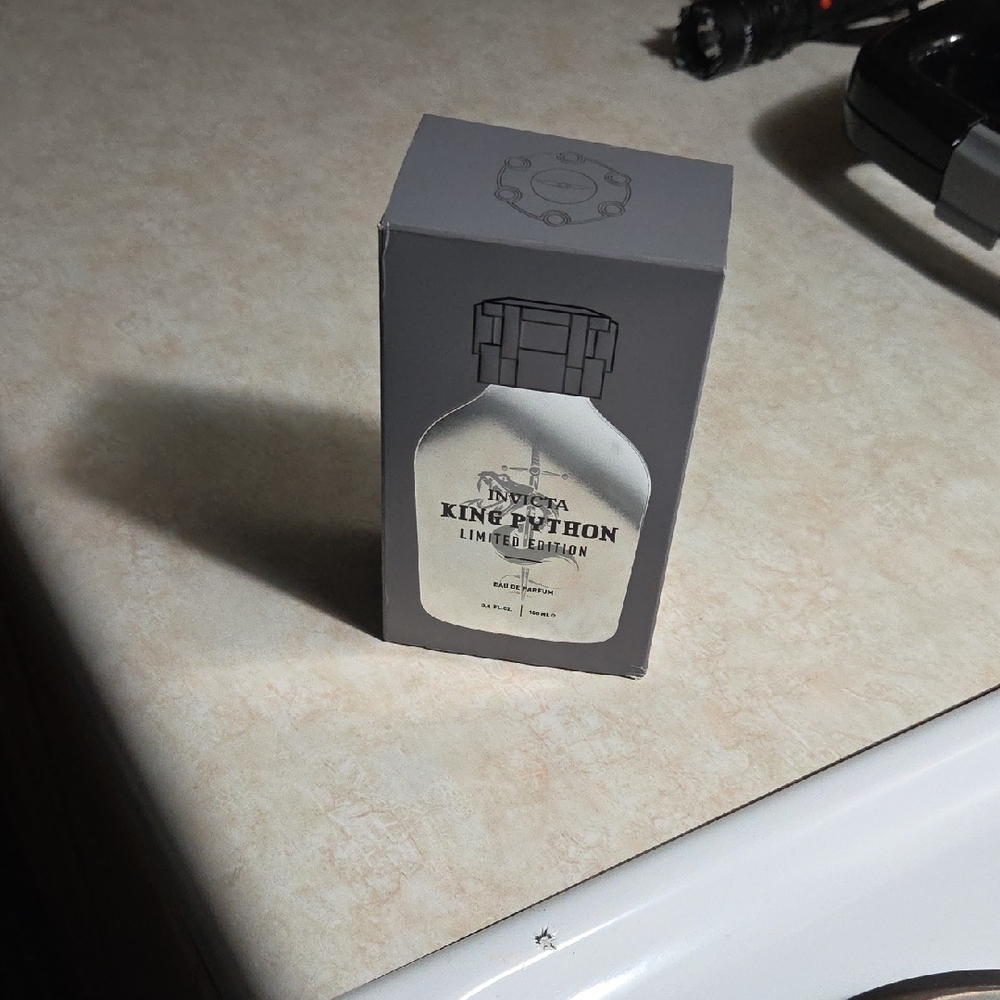 INVICTA
KING PYTHON
LIMITED EDITION
EAU DE PARFUM
3.4 FL.OZ. | 100 ML ℮